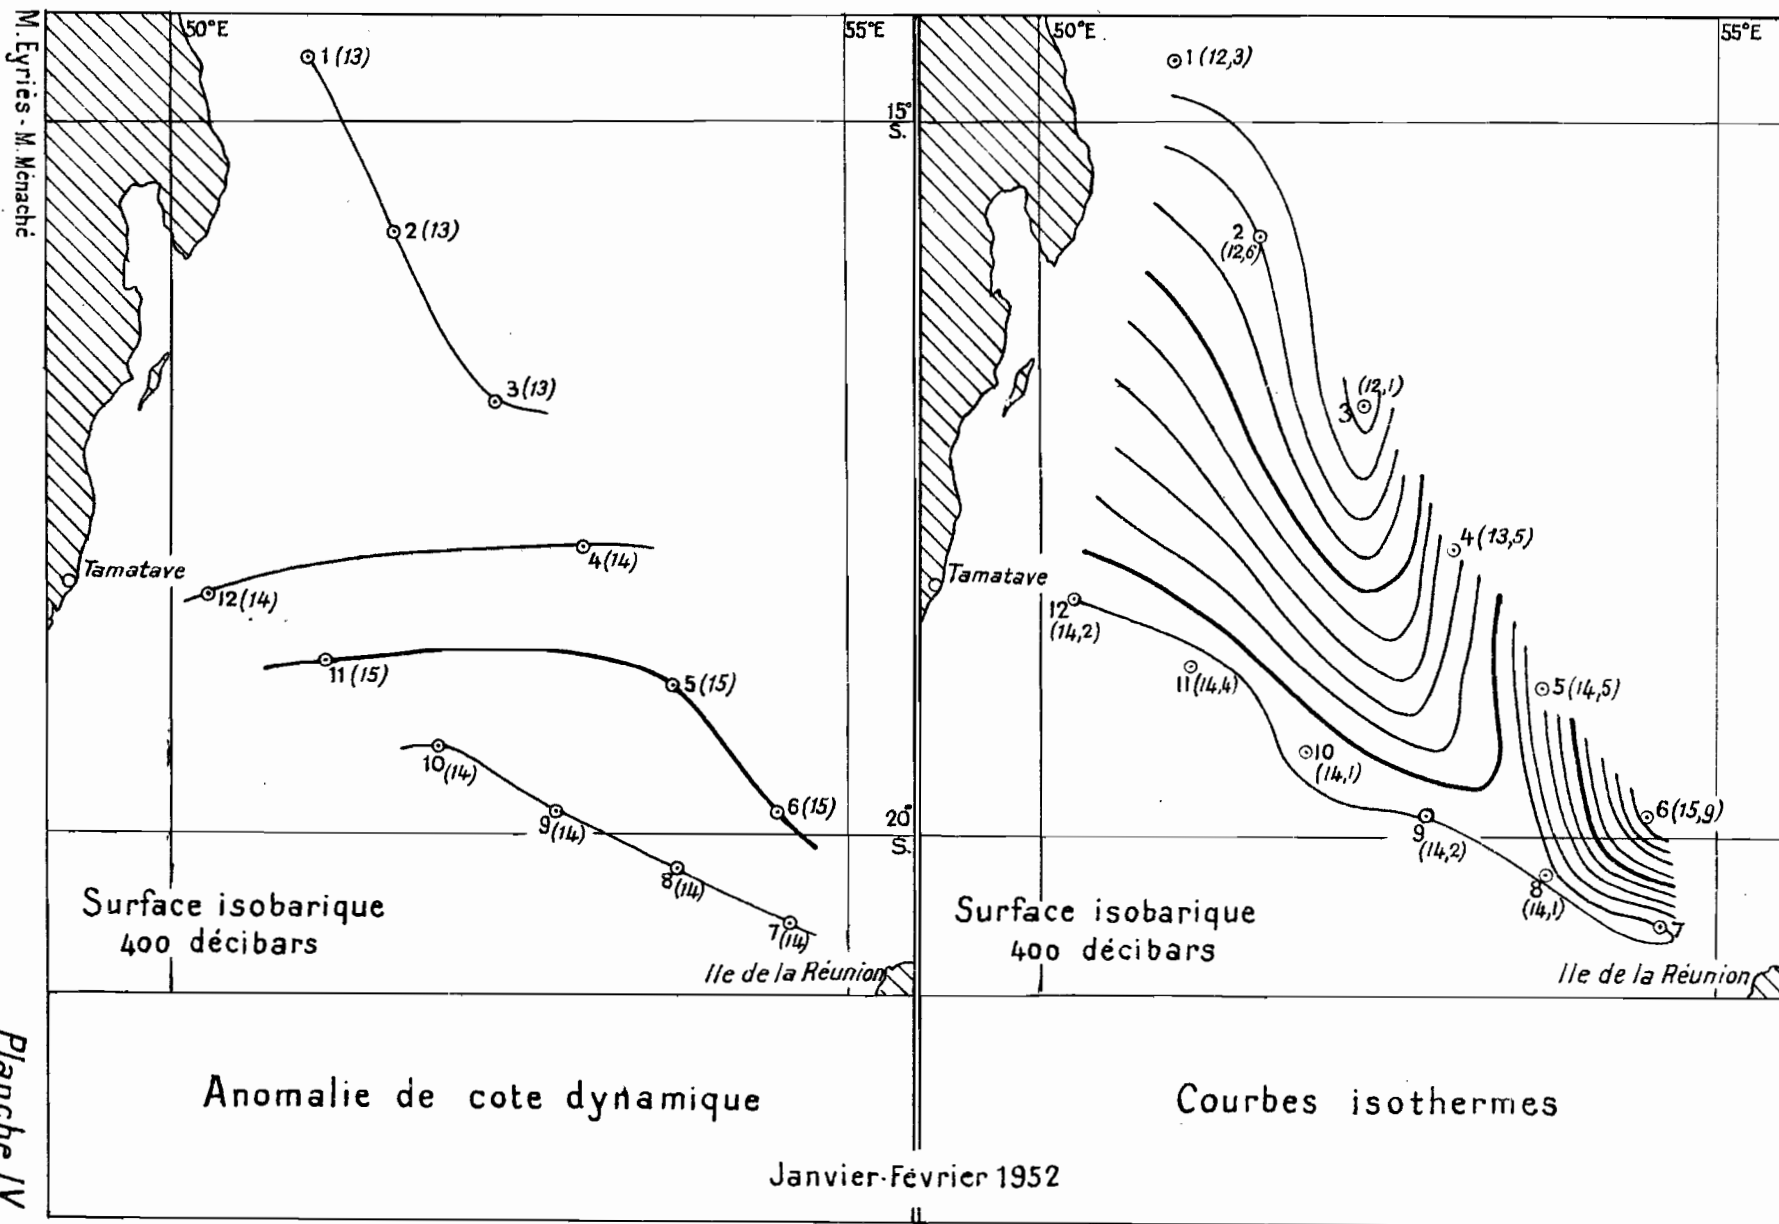 M. Eyriès - M. Ménaché
50°E
55°E
15°
S.
1 (13)
2 (13)
3 (13)
4 (14)
Tamatave
12 (14)
11 (15)
5 (15)
10 (14)
6 (15)
9 (14)
20°
S.
8 (14)
7 (14)
Surface isobarique
400 décibars
Ile de la Réunion
Anomalie de cote dynamique
50°E
55°E
1 (12,3)
2
(12,6)
(12,1)
3
4 (13,5)
Tamatave
12
(14,2)
11 (14,4)
5 (14,5)
10
(14,1)
6 (15,9)
9
(14,2)
8
(14,1)
7
Surface isobarique
400 décibars
Ile de la Réunion
Courbes isothermes
Janvier-Février 1952
Planche IV